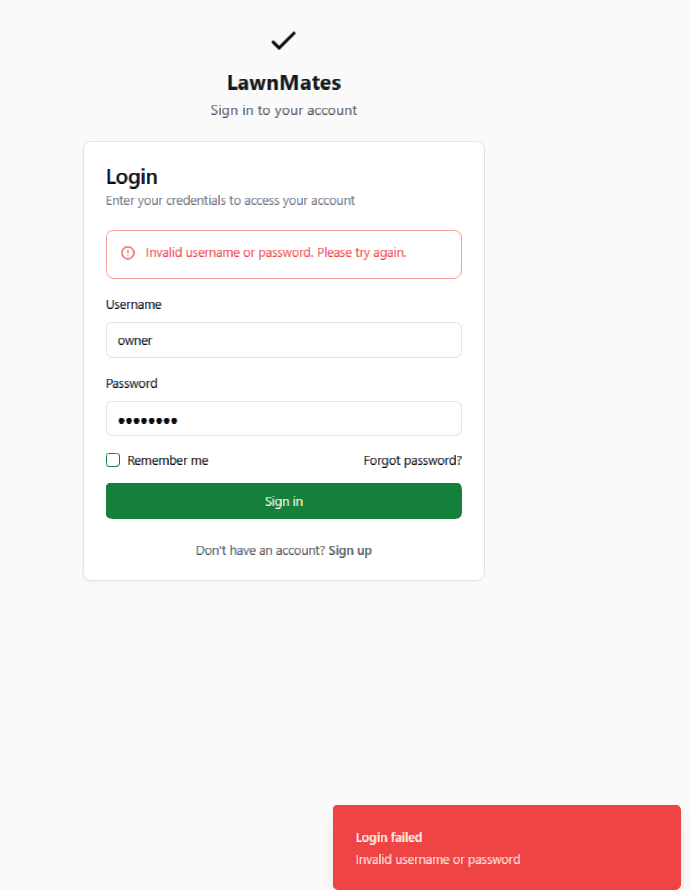 LawnMates
Sign in to your account
Login
Enter your credentials to access your account
Invalid username or password. Please try again.
Username
owner
Password
••••••••
Remember me
Forgot password?
Sign in
Don't have an account? Sign up
Login failed
Invalid username or password